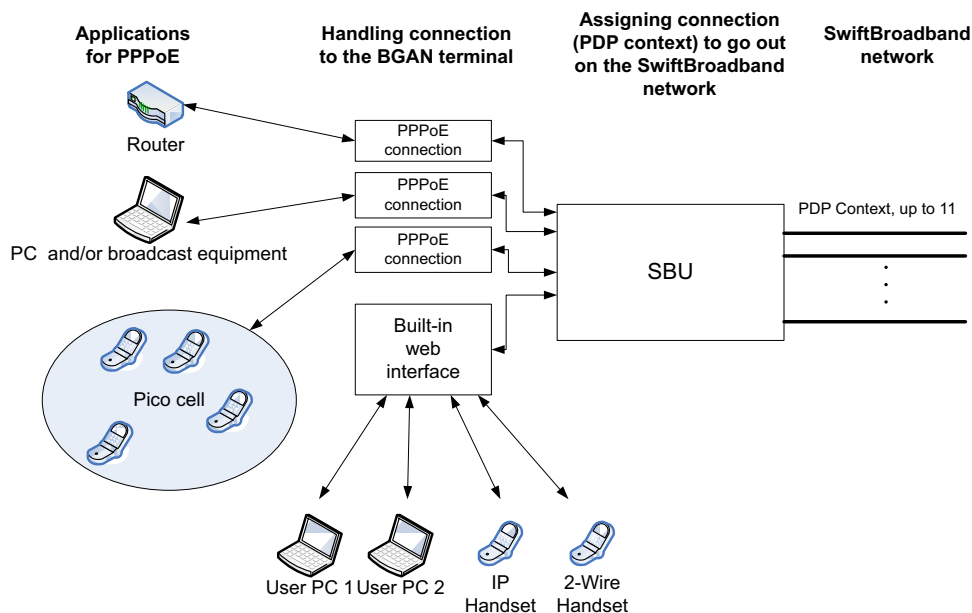 Applications
for PPPoE
Handling connection
to the BGAN terminal
Assigning connection
(PDP context) to go out
on the SwiftBroadband
network
SwiftBroadband
network
Router
PPPoE
connection
PPPoE
connection
PC and/or broadcast equipment
PPPoE
connection
SBU
PDP Context, up to 11
Built-in
web
interface
Pico cell
User PC 1
User PC 2
IP
Handset
2-Wire
Handset